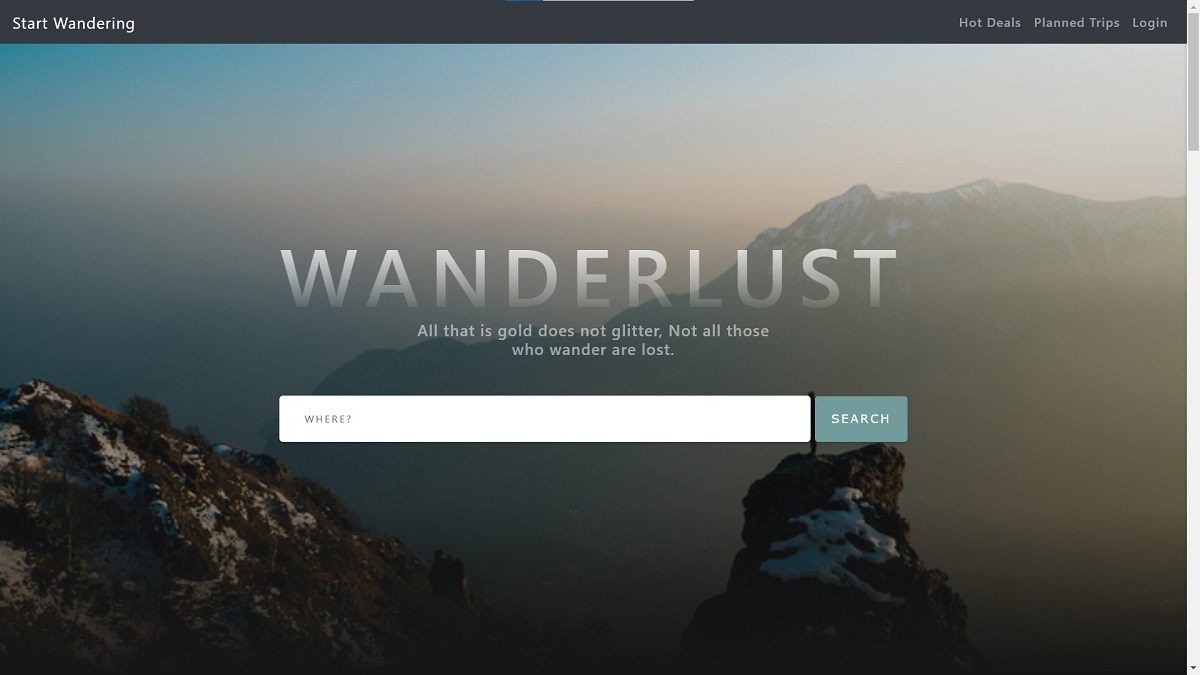 Start Wandering
Hot Deals Planned Trips Login
WANDERLUST
All that is gold does not glitter, Not all those
who wander are lost.
WHERE?
SEARCH